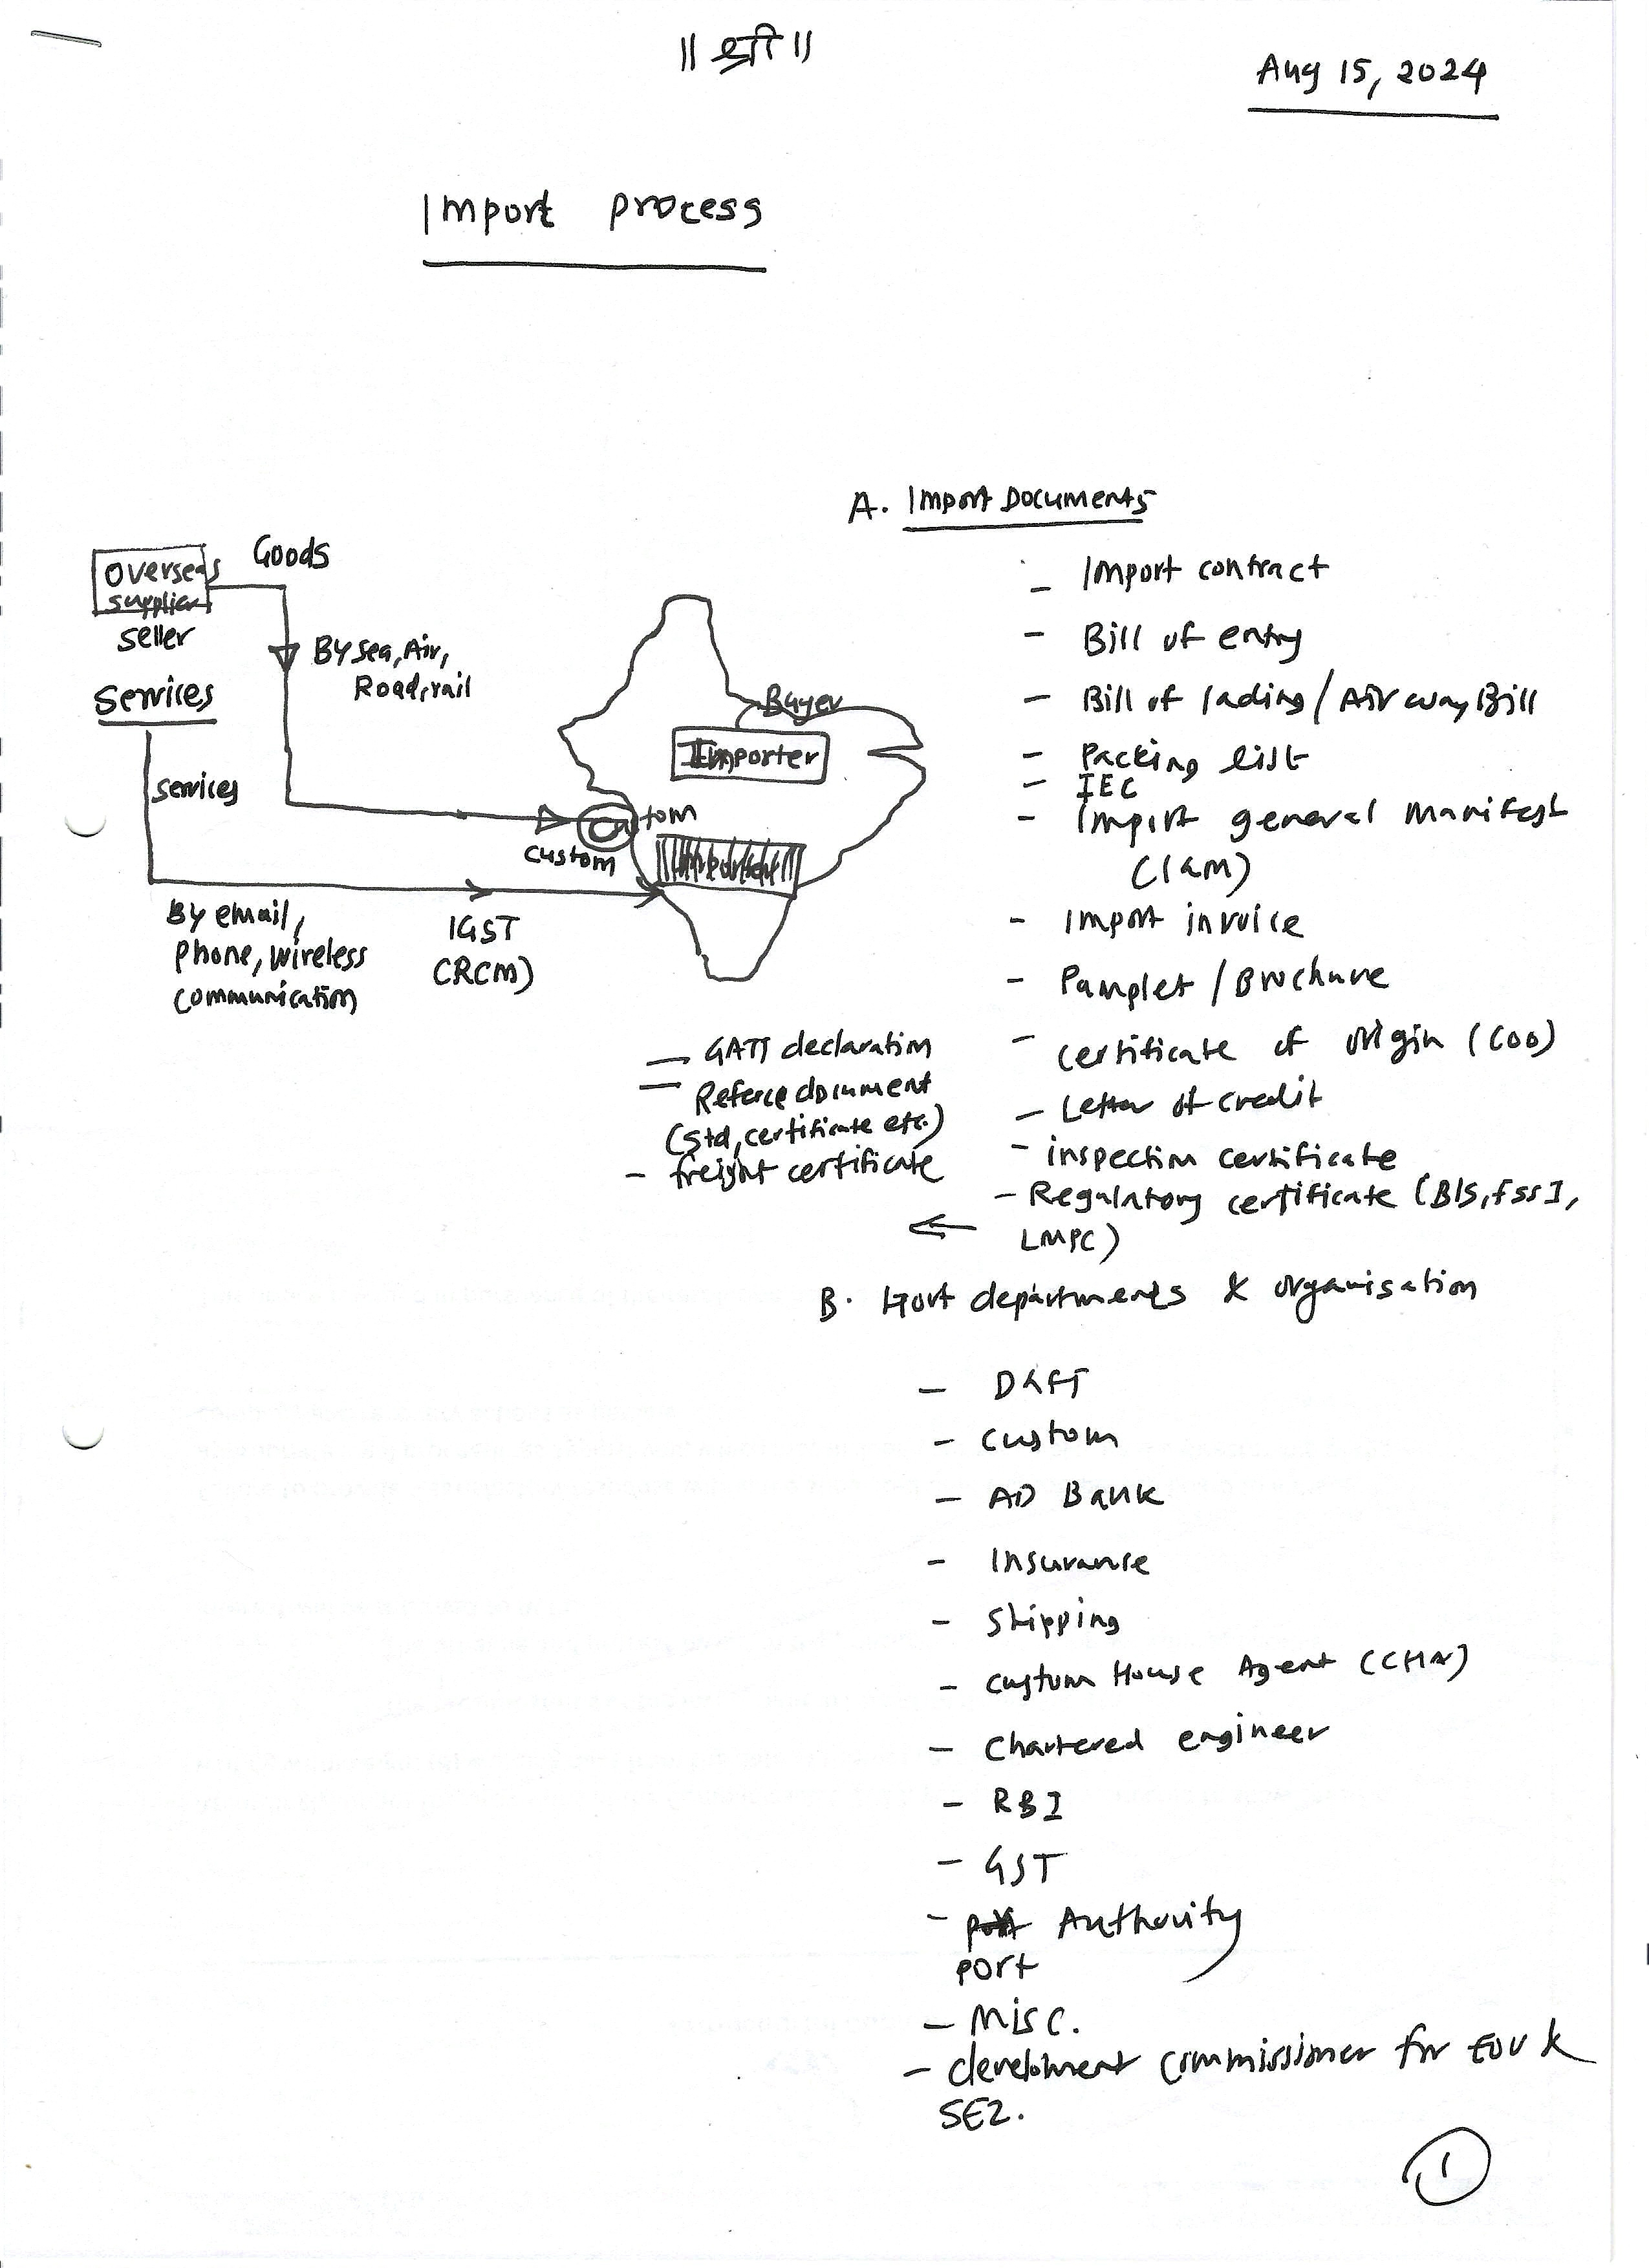 ॥ श्री ॥
Aug 15, 2024
Import process
A. Import Documents
- Import contract
- Bill of entry
- Bill of lading / Air way Bill
- Packing list
- IEC
- Import general Manifest
(IGM)
- Import invoice
- Pamplet / Brochure
- certificate of origin (COO)
- Letter of credit
- inspection certificate
- Regulatory certificate (BIS, FSSI,
LMPC)
←
- GATT declaration
- Referce document
(std, certificate etc.)
- freight certificate
Overseas
supplier
seller
Goods
By sea, Air,
Road, rail
Services
services
By email,
Phone, wireless
communication
IGST
(RCM)
custom
tom
Buyer
Importer
B. Govt departments & organisation
- DGFT
- custom
- AD Bank
- Insurance
- Shipping
- custom House Agent (CHA)
- Chartered engineer
- RBI
- GST
- Authority
port
- Misc.
- develoment commissioner for EOU &
SEZ.
1